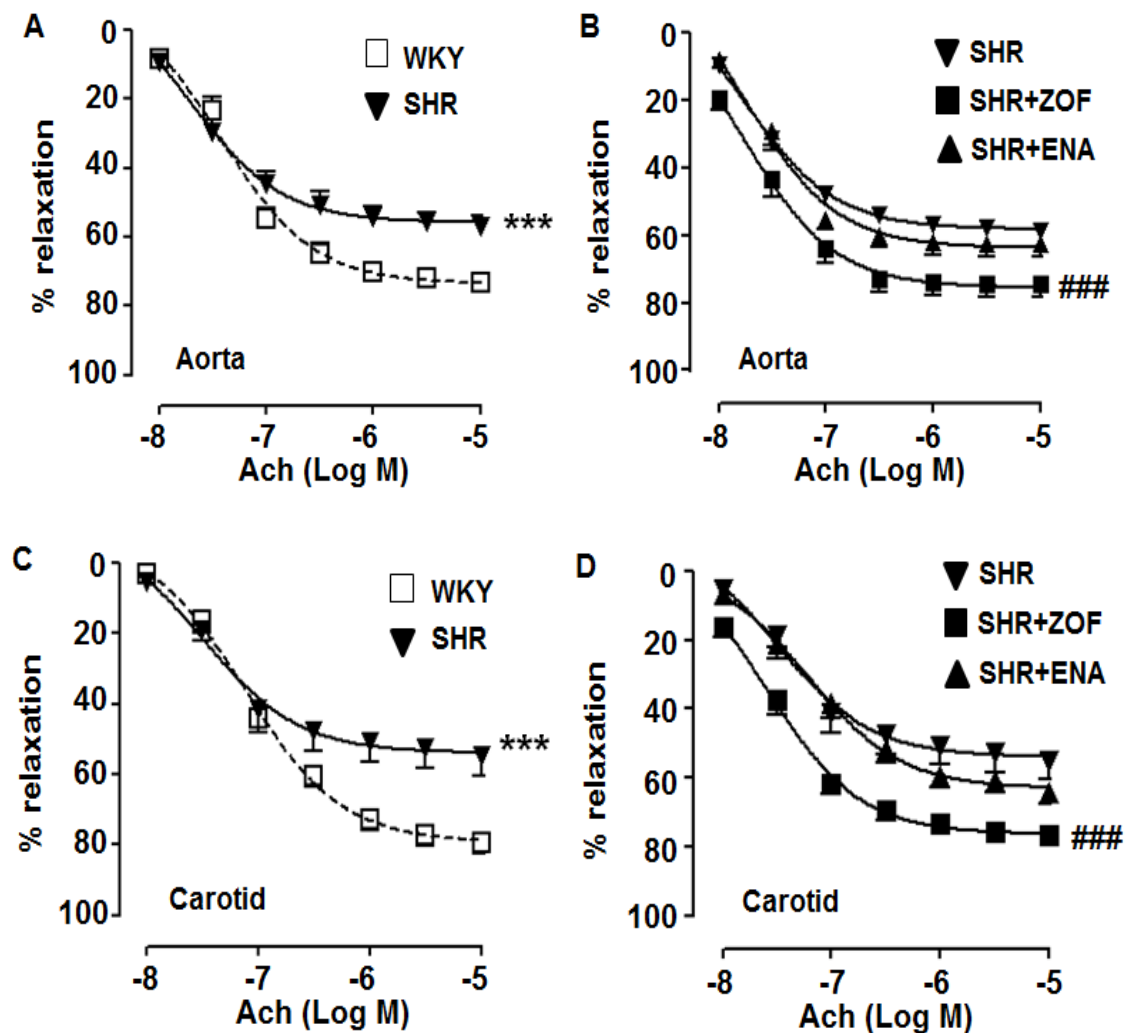 A
0
20
40
60
80
100
% relaxation
WKY
SHR
***
Aorta
-8 -7 -6 -5
Ach (Log M)
B
0
20
40
60
80
100
% relaxation
SHR
SHR+ZOF
SHR+ENA
###
Aorta
-8 -7 -6 -5
Ach (Log M)
C
0
20
40
60
80
100
% relaxation
WKY
SHR
***
Carotid
-8 -7 -6 -5
Ach (Log M)
D
0
20
40
60
80
100
% relaxation
SHR
SHR+ZOF
SHR+ENA
###
Carotid
-8 -7 -6 -5
Ach (Log M)